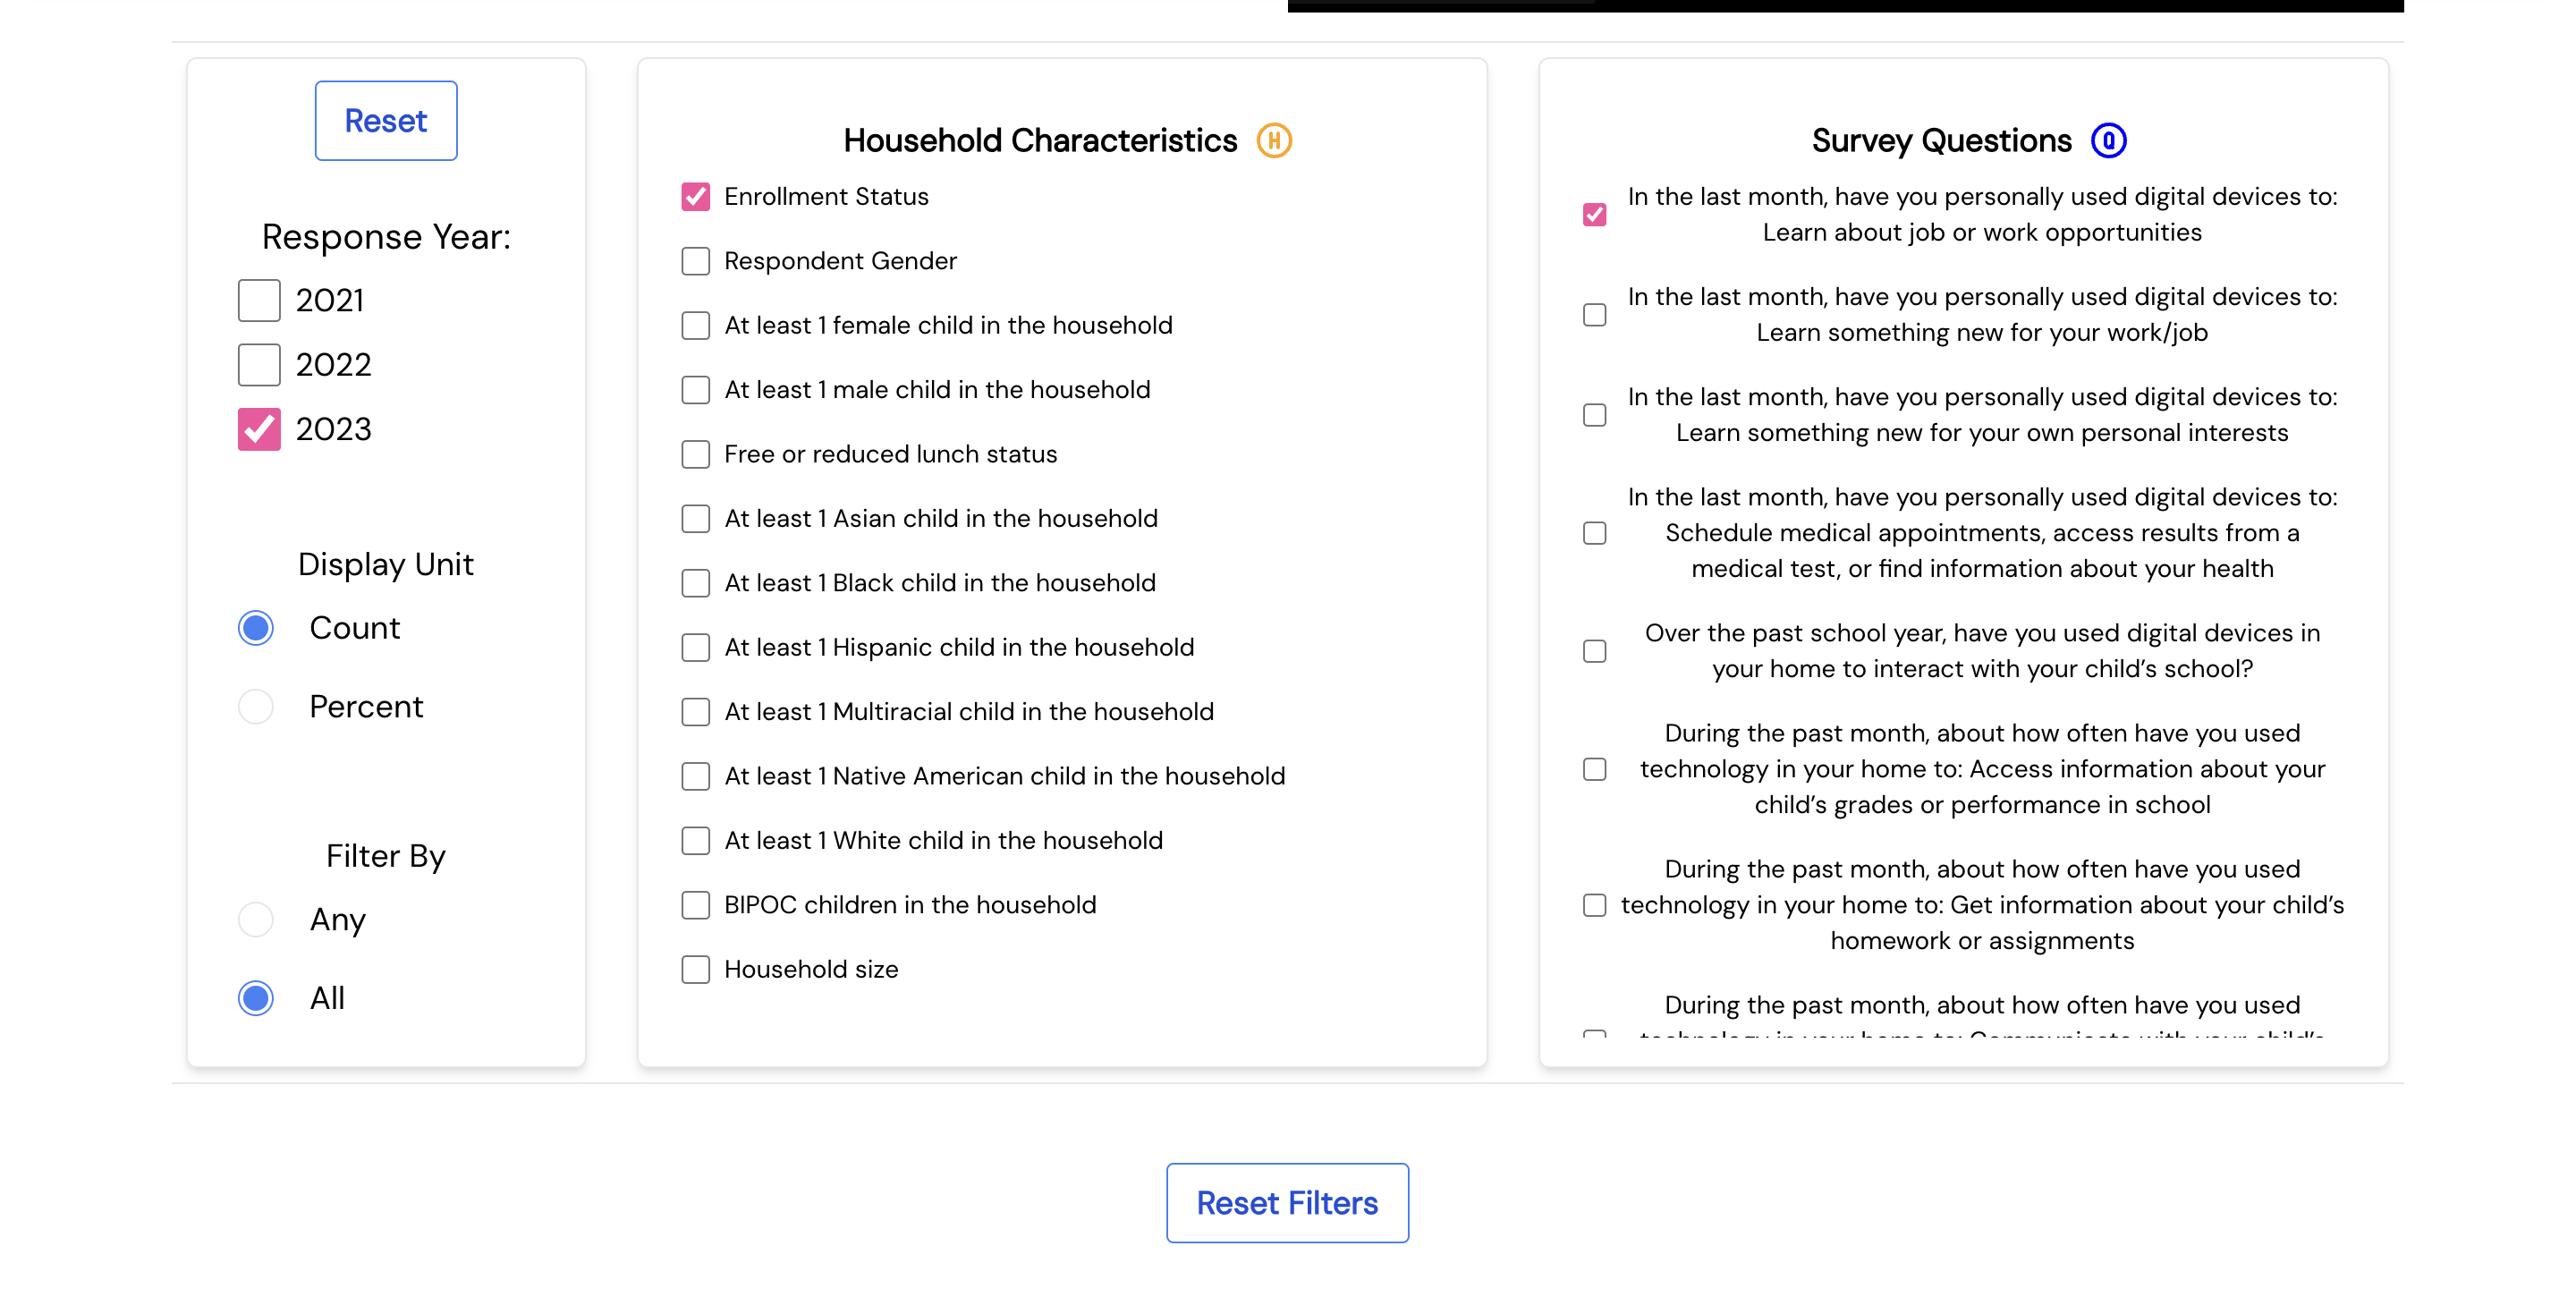 Reset
Response Year:
2021
2022
2023
Display Unit
Count
Percent
Filter By
Any
All
Household Characteristics H
Enrollment Status
Respondent Gender
At least 1 female child in the household
At least 1 male child in the household
Free or reduced lunch status
At least 1 Asian child in the household
At least 1 Black child in the household
At least 1 Hispanic child in the household
At least 1 Multiracial child in the household
At least 1 Native American child in the household
At least 1 White child in the household
BIPOC children in the household
Household size
Survey Questions Q
In the last month, have you personally used digital devices to:
Learn about job or work opportunities
In the last month, have you personally used digital devices to:
Learn something new for your work/job
In the last month, have you personally used digital devices to:
Learn something new for your own personal interests
In the last month, have you personally used digital devices to:
Schedule medical appointments, access results from a
medical test, or find information about your health
Over the past school year, have you used digital devices in
your home to interact with your child’s school?
During the past month, about how often have you used
technology in your home to: Access information about your
child’s grades or performance in school
During the past month, about how often have you used
technology in your home to: Get information about your child’s
homework or assignments
During the past month, about how often have you used
technology in your home to: Communicate with your child’s
Reset Filters